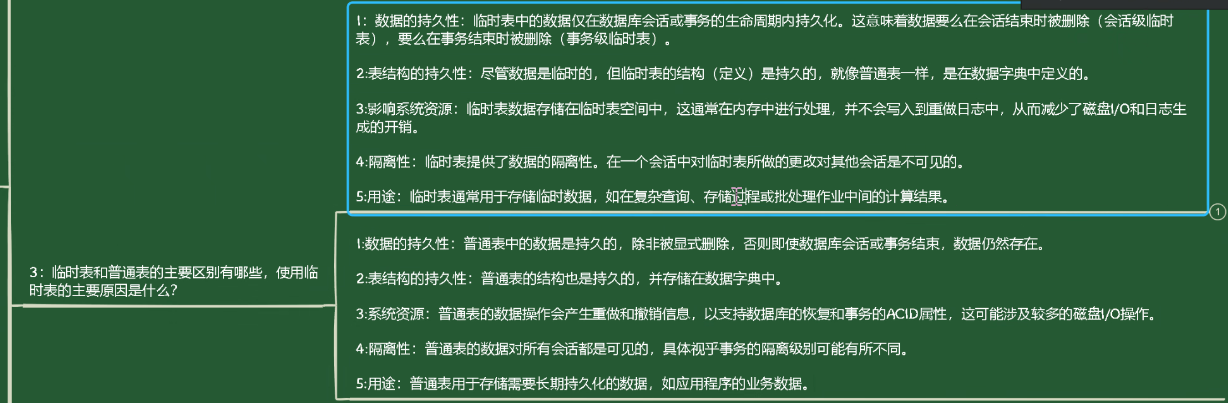 3：临时表和普通表的主要区别有哪些，使用临
时表的主要原因是什么？
1：数据的持久性：临时表中的数据仅在数据库会话或事务的生命周期内持久化。这意味着数据要么在会话结束时被删除（会话级临时
表），要么在事务结束时被删除（事务级临时表）。
2:表结构的持久性：尽管数据是临时的，但临时表的结构（定义）是持久的，就像普通表一样，是在数据字典中定义的。
3:影响系统资源：临时表数据存储在临时表空间中，这通常在内存中进行处理，并不会写入到重做日志中，从而减少了磁盘I/O和日志生
成的开销。
4:隔离性：临时表提供了数据的隔离性。在一个会话中对临时表所做的更改对其他会话是不可见的。
5:用途：临时表通常用于存储临时数据，如在复杂查询、存储过程或批处理作业中间的计算结果。
1
1:数据的持久性：普通表中的数据是持久的，除非被显式删除，否则即使数据库会话或事务结束，数据仍然存在。
2:表结构的持久性：普通表的结构也是持久的，并存储在数据字典中。
3:系统资源：普通表的数据操作会产生重做和撤销信息，以支持数据库的恢复和事务的ACID属性，这可能涉及较多的磁盘I/O操作。
4:隔离性：普通表的数据对所有会话都是可见的，具体视乎事务的隔离级别可能有所不同。
5:用途：普通表用于存储需要长期持久化的数据，如应用程序的业务数据。